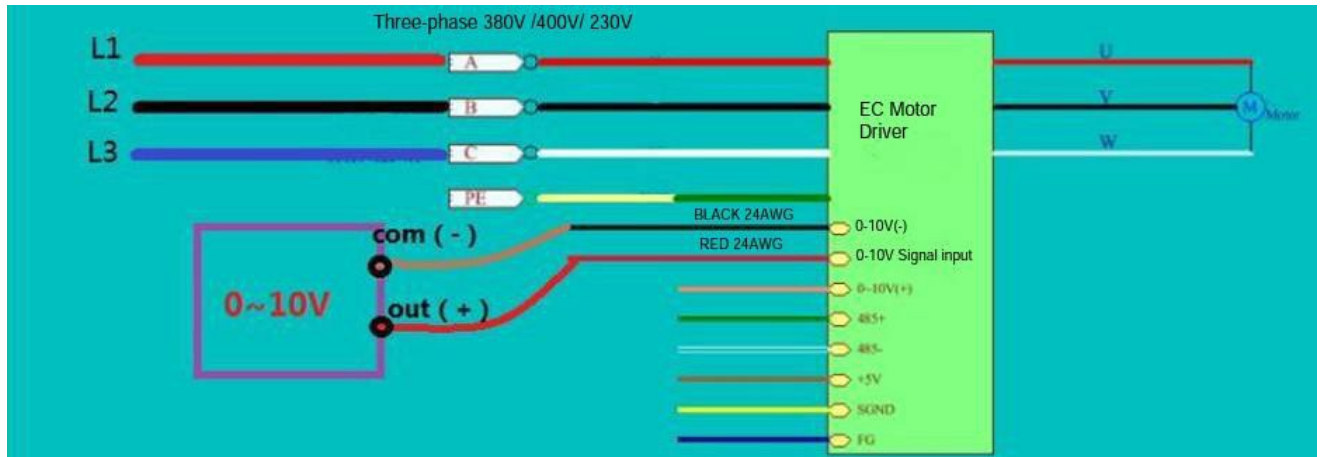 Three-phase 380V /400V/ 230V
L1
A
U
L2
B
EC Motor
Driver
V
M
Motor
L3
C
W
PE
BLACK 24AWG
0-10V(-)
com ( - )
RED 24AWG
0-10V Signal input
0~10V
out ( + )
0~10V(+)
485+
485-
+5V
SGND
FG